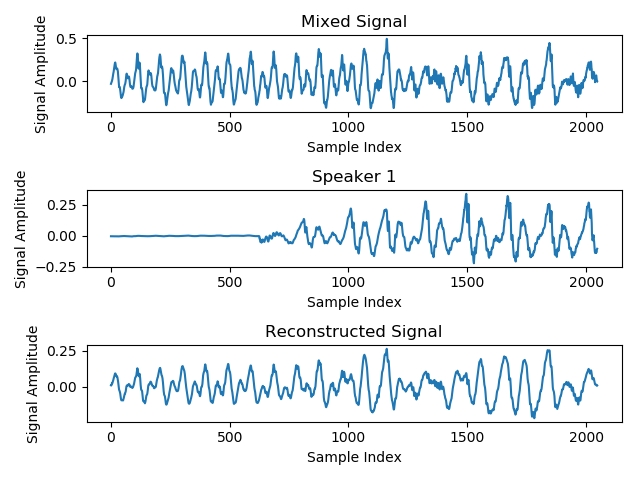 Mixed Signal
Signal Amplitude
0.5
0.0
0 500 1000 1500 2000
Sample Index
Speaker 1
Signal Amplitude
0.25
0.00
−0.25
0 500 1000 1500 2000
Sample Index
Reconstructed Signal
Signal Amplitude
0.25
0.00
0 500 1000 1500 2000
Sample Index